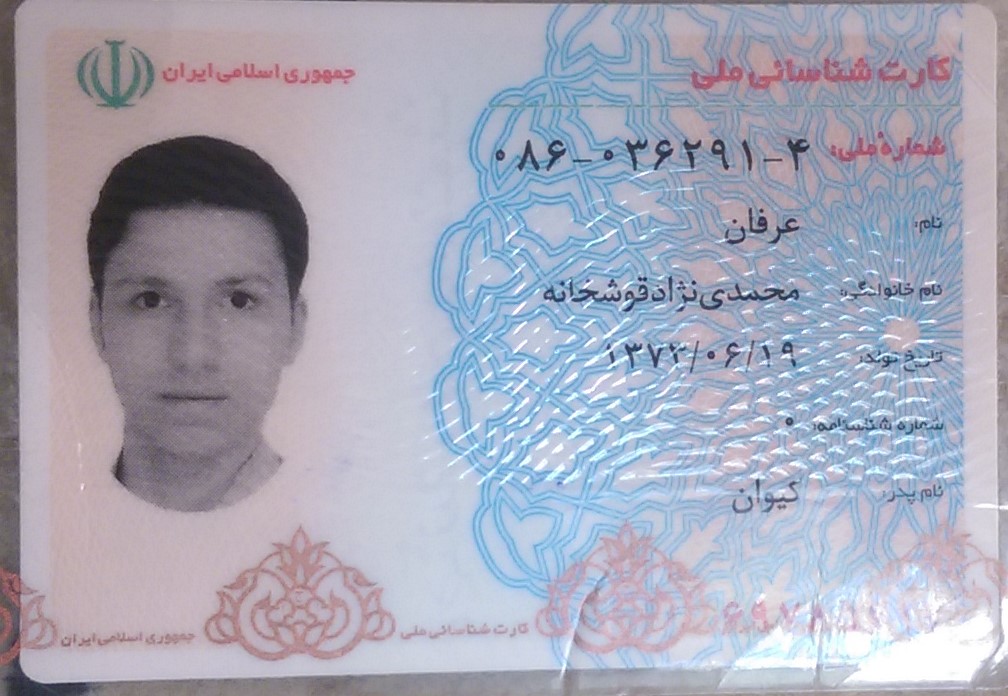 جمهوری اسلامی ایران
کارت شناسائی ملی
شمارهٔ ملی: ۰۸۶-۰۳۶۲۹۱-۴
نام: عرفان
نام خانوادگی: محمدی‌نژادقوشخانه
تاریخ تولد: ۱۳۷۲/۰۶/۱۹
شماره شناسنامه: ۰
نام پدر: کیوان
جمهوری اسلامی ایران
کارت شناسائی ملی